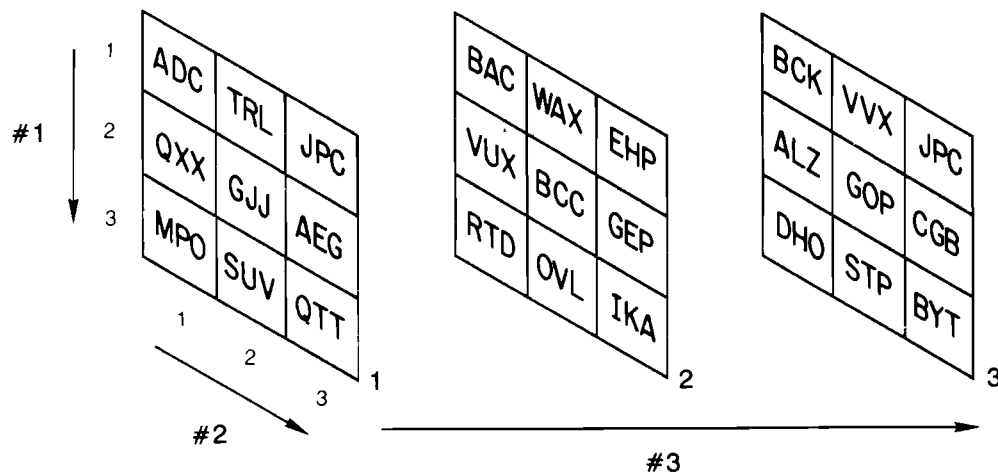 1 ADC TRL JPC
#1 2 QXX GJJ AEG
3 MPO SUV QTT
1 2 3
1
#2
BAC WAX EHP
VUX BCC GEP
RTD OVL IKA
2
BCK VVX JPC
ALZ GOP CGB
DHO STP BYT
3
#3